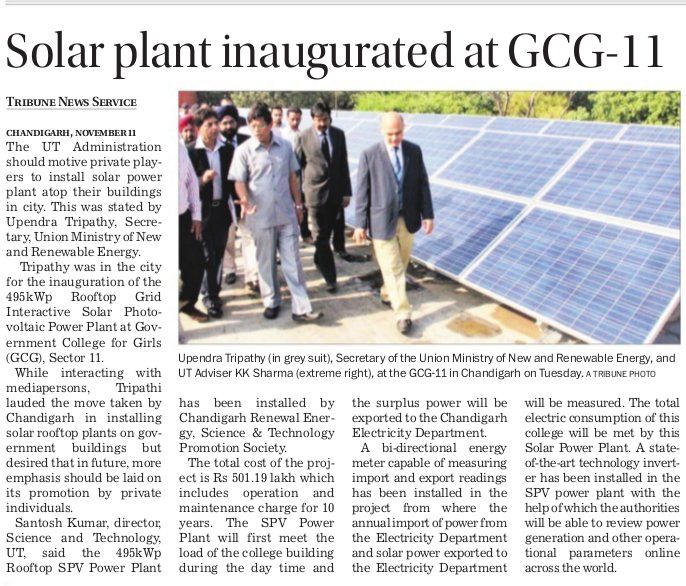 Solar plant inaugurated at GCG-11
TRIBUNE NEWS SERVICE
CHANDIGARH, NOVEMBER 11
The UT Administration
should motive private play-
ers to install solar power
plant atop their buildings
in city. This was stated by
Upendra Tripathy, Secre-
tary, Union Ministry of New
and Renewable Energy.
Tripathy was in the city
for the inauguration of the
495kWp Rooftop Grid
Interactive Solar Photo-
voltaic Power Plant at Gov-
ernment College for Girls
(GCG), Sector 11.
While interacting with
mediapersons, Tripathi
lauded the move taken by
Chandigarh in installing
solar rooftop plants on gov-
ernment buildings but
desired that in future, more
emphasis should be laid on
its promotion by private
individuals.
Santosh Kumar, director,
Science and Technology,
UT, said the 495kWp
Rooftop SPV Power Plant
Upendra Tripathy (in grey suit), Secretary of the Union Ministry of New and Renewable Energy, and
UT Adviser KK Sharma (extreme right), at the GCG-11 in Chandigarh on Tuesday. A TRIBUNE PHOTO
has been installed by
Chandigarh Renewal Ener-
gy, Science & Technology
Promotion Society.
The total cost of the proj-
ect is Rs 501.19 lakh which
includes operation and
maintenance charge for 10
years. The SPV Power
Plant will first meet the
load of the college building
during the day time and
the surplus power will be
exported to the Chandigarh
Electricity Department.
A bi-directional energy
meter capable of measuring
import and export readings
has been installed in the
project from where the
annual import of power from
the Electricity Department
and solar power exported to
the Electricity Department
will be measured. The total
electric consumption of this
college will be met by this
Solar Power Plant. A state-
of-the-art technology invert-
er has been installed in the
SPV power plant with the
help of which the authorities
will be able to review power
generation and other opera-
tional parameters online
across the world.